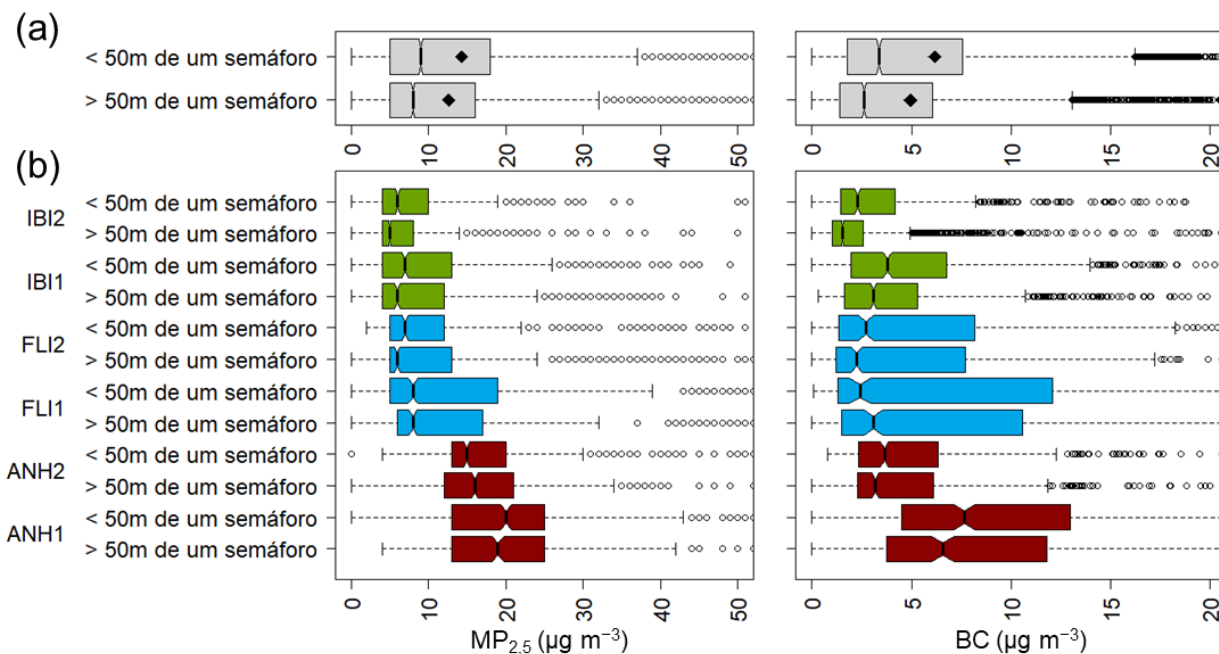 (a)
< 50m de um semáforo
> 50m de um semáforo
0 10 20 30 40 50
0 5 10 15 20
(b)
IBI2
< 50m de um semáforo
> 50m de um semáforo
IBI1
< 50m de um semáforo
> 50m de um semáforo
FLI2
< 50m de um semáforo
> 50m de um semáforo
FLI1
< 50m de um semáforo
> 50m de um semáforo
ANH2
< 50m de um semáforo
> 50m de um semáforo
ANH1
< 50m de um semáforo
> 50m de um semáforo
0 10 20 30 40 50
0 5 10 15 20
MP2,5 (µg m−3)
BC (µg m−3)